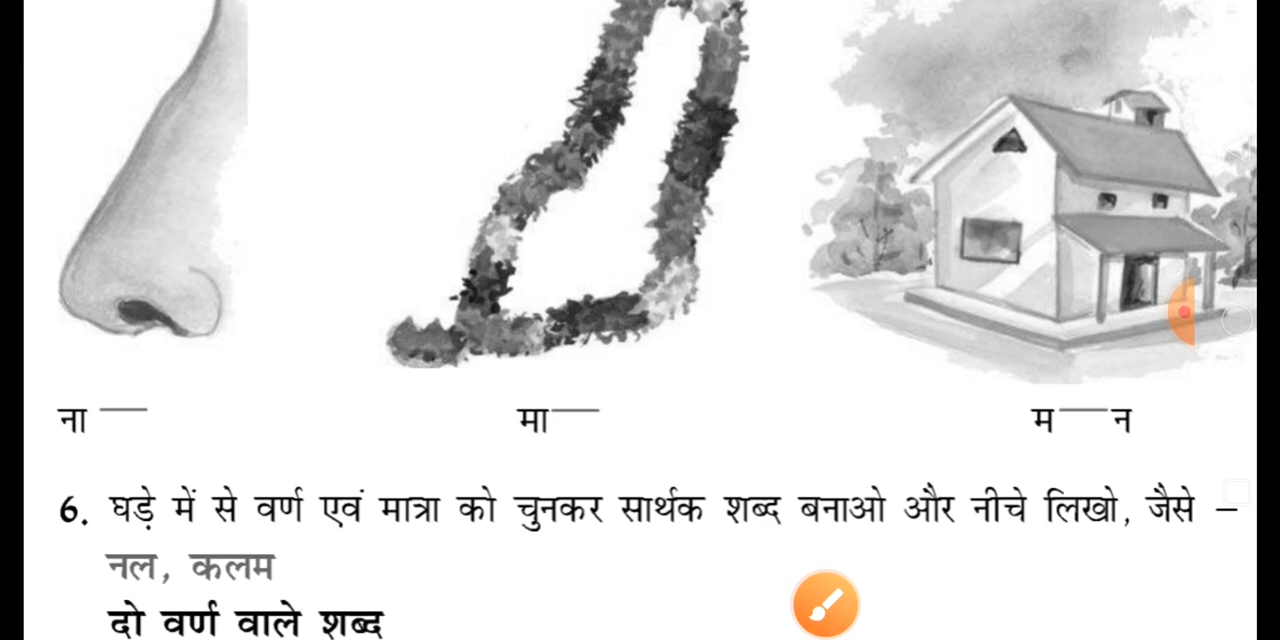 ना — मा — म — न
6. घड़े में से वर्ण एवं मात्रा को चुनकर सार्थक शब्द बनाओ और नीचे लिखो, जैसे –
नल, कलम
दो वर्ण वाले शब्द